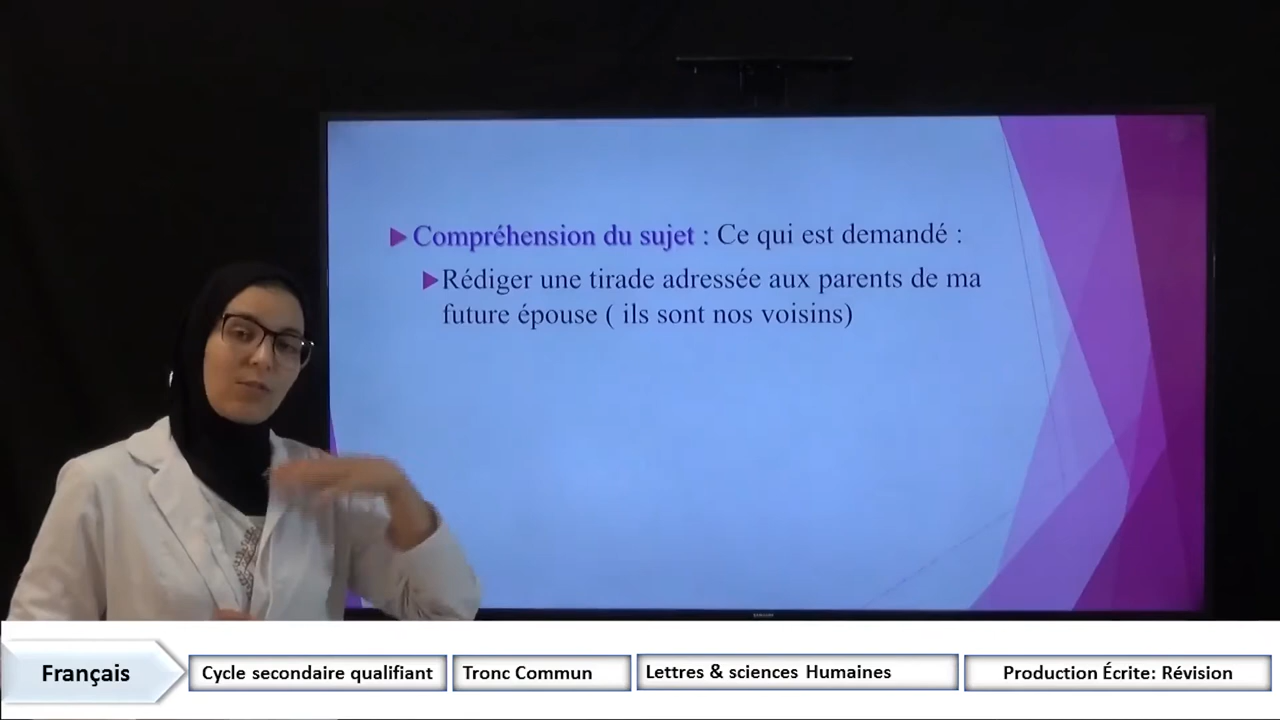 Compréhension du sujet : Ce qui est demandé :
Rédiger une tirade adressée aux parents de ma
future épouse ( ils sont nos voisins)
SAMSUNG
Français
Cycle secondaire qualifiant
Tronc Commun
Lettres & sciences Humaines
Production Écrite: Révision